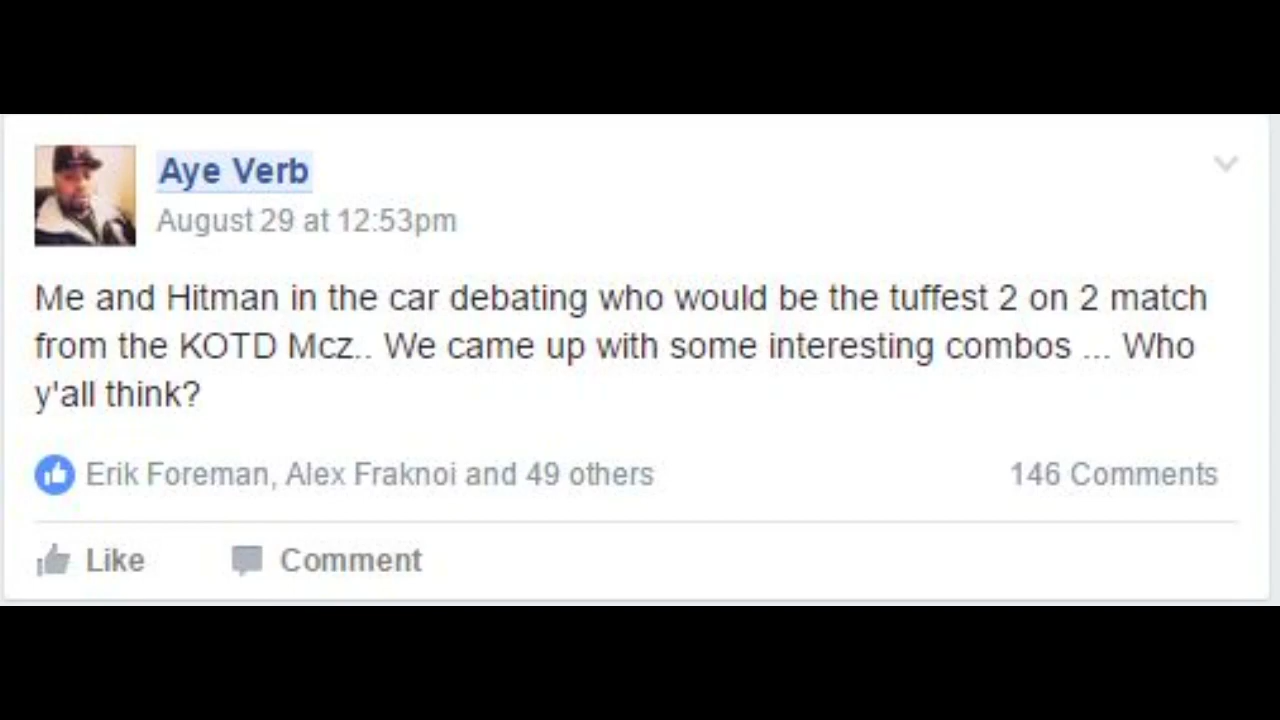 Aye Verb
August 29 at 12:53pm
Me and Hitman in the car debating who would be the tuffest 2 on 2 match
from the KOTD Mcz.. We came up with some interesting combos ... Who
y'all think?
Erik Foreman, Alex Fraknoi and 49 others 146 Comments
Like Comment